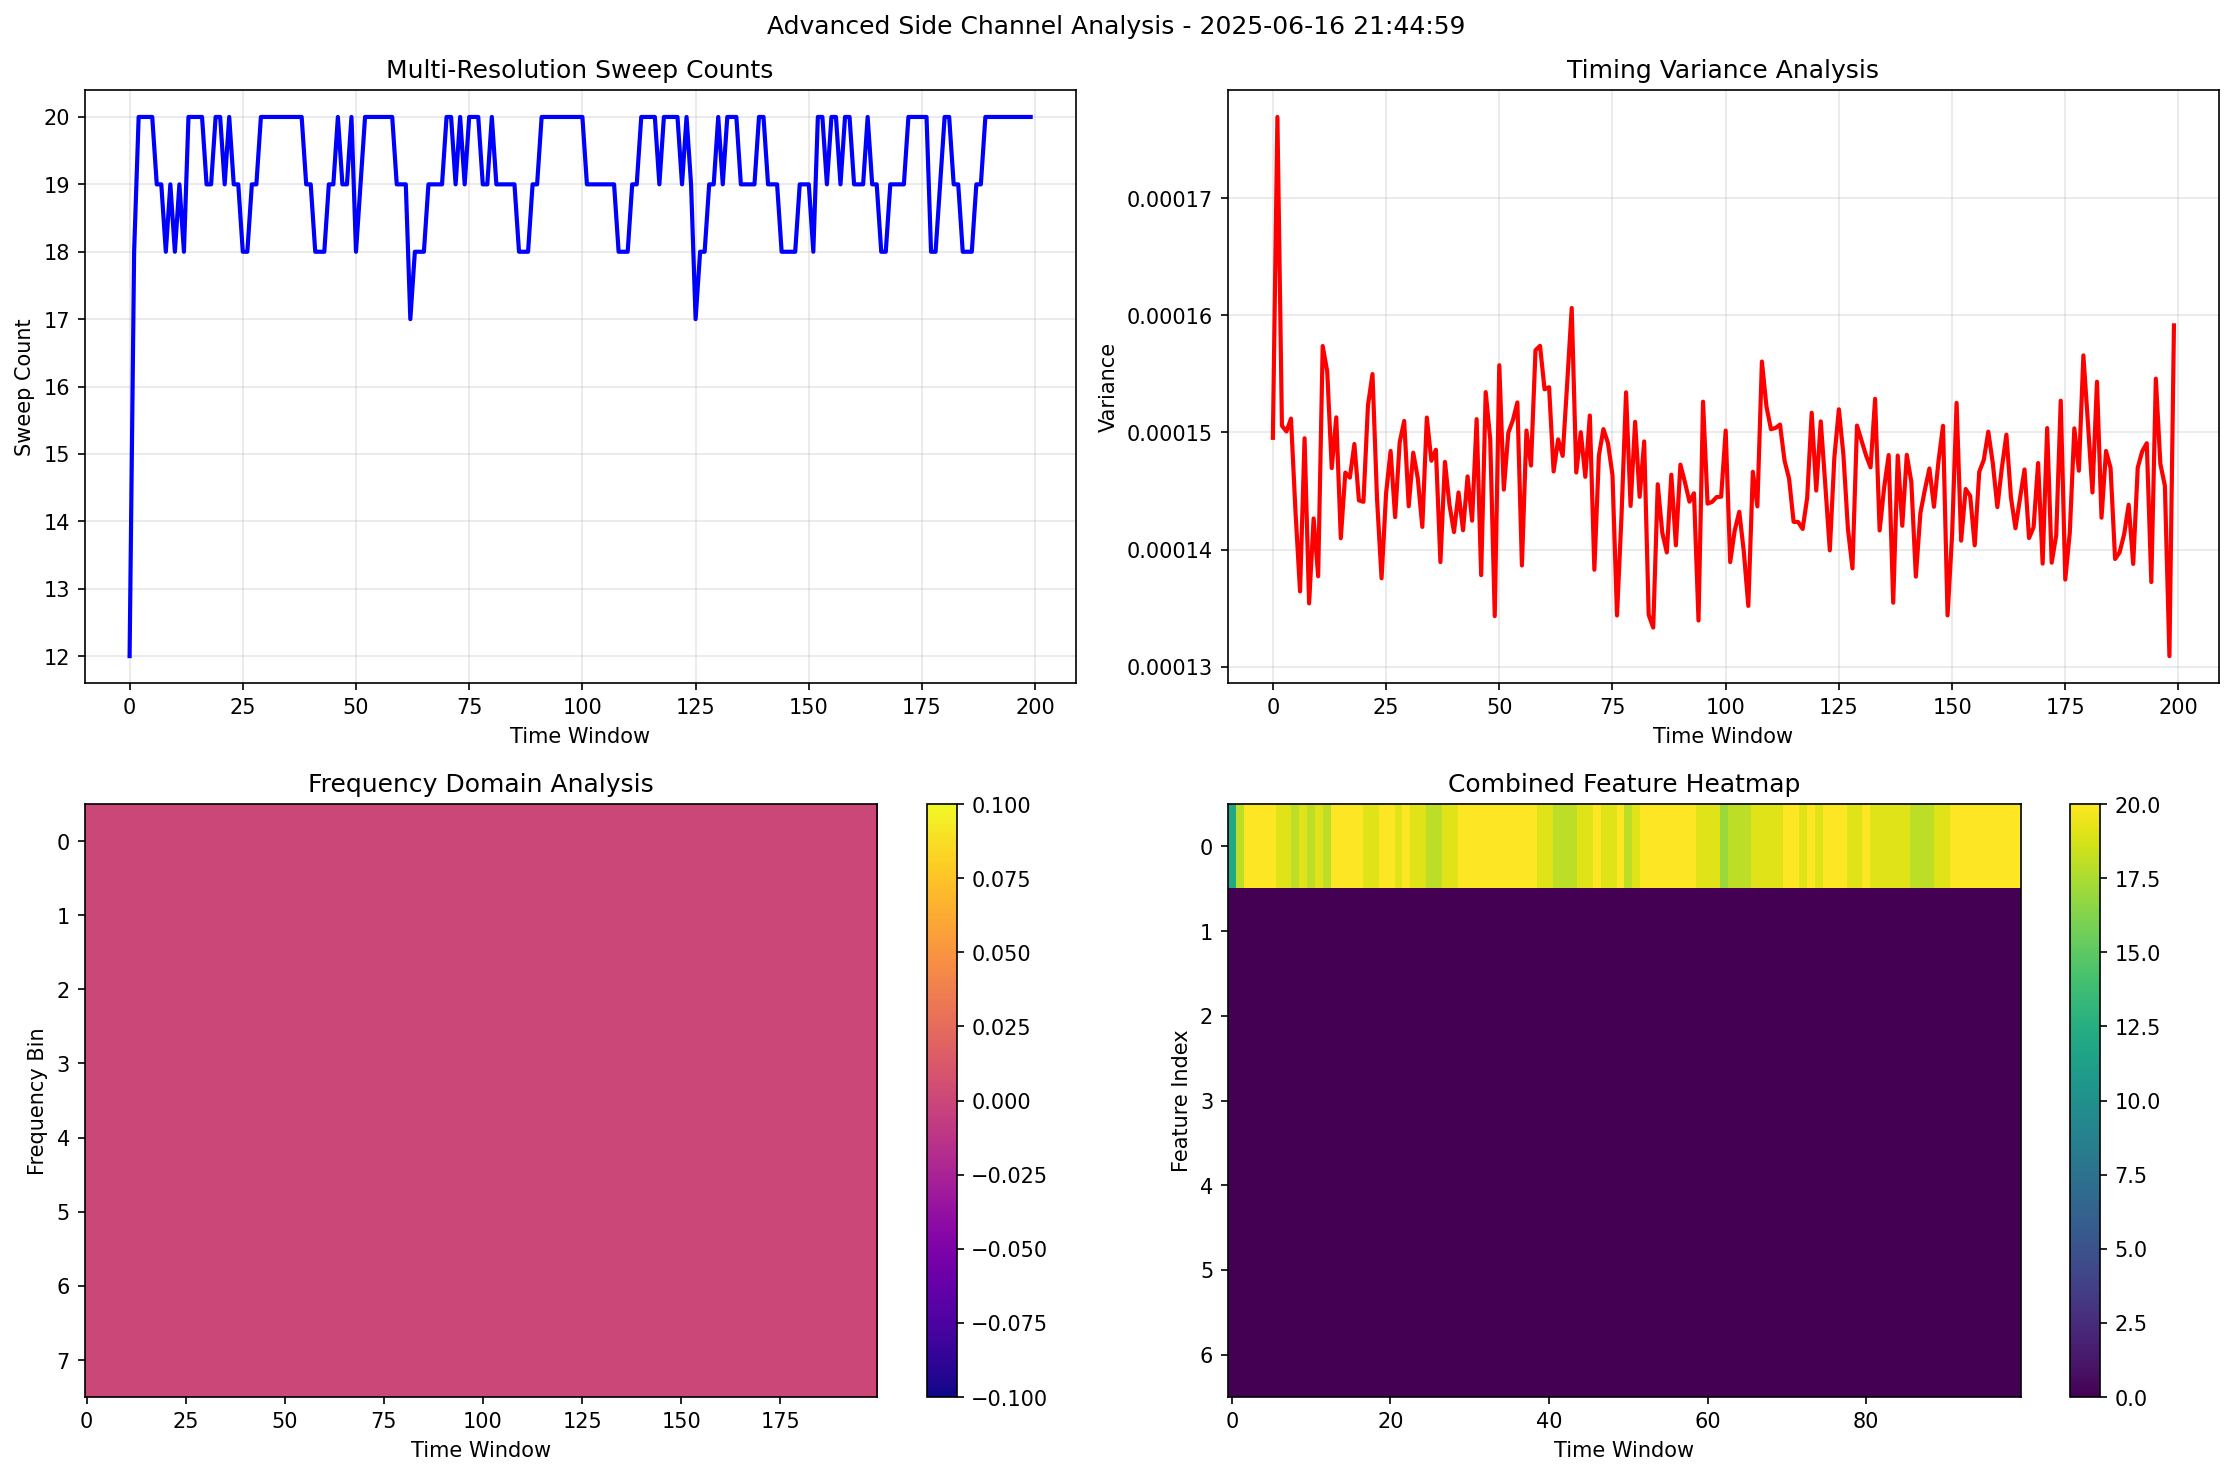 Advanced Side Channel Analysis - 2025-06-16 21:44:59
Multi-Resolution Sweep Counts
20
19
18
17
16
15
14
13
12
Sweep Count
0 25 50 75 100 125 150 175 200
Time Window
Timing Variance Analysis
0.00017
0.00016
0.00015
0.00014
0.00013
Variance
0 25 50 75 100 125 150 175 200
Time Window
Frequency Domain Analysis
0
1
2
3
4
5
6
7
Frequency Bin
0 25 50 75 100 125 150 175
Time Window
0.100
0.075
0.050
0.025
0.000
−0.025
−0.050
−0.075
−0.100
Combined Feature Heatmap
0
1
2
3
4
5
6
Feature Index
0 20 40 60 80
Time Window
20.0
17.5
15.0
12.5
10.0
7.5
5.0
2.5
0.0